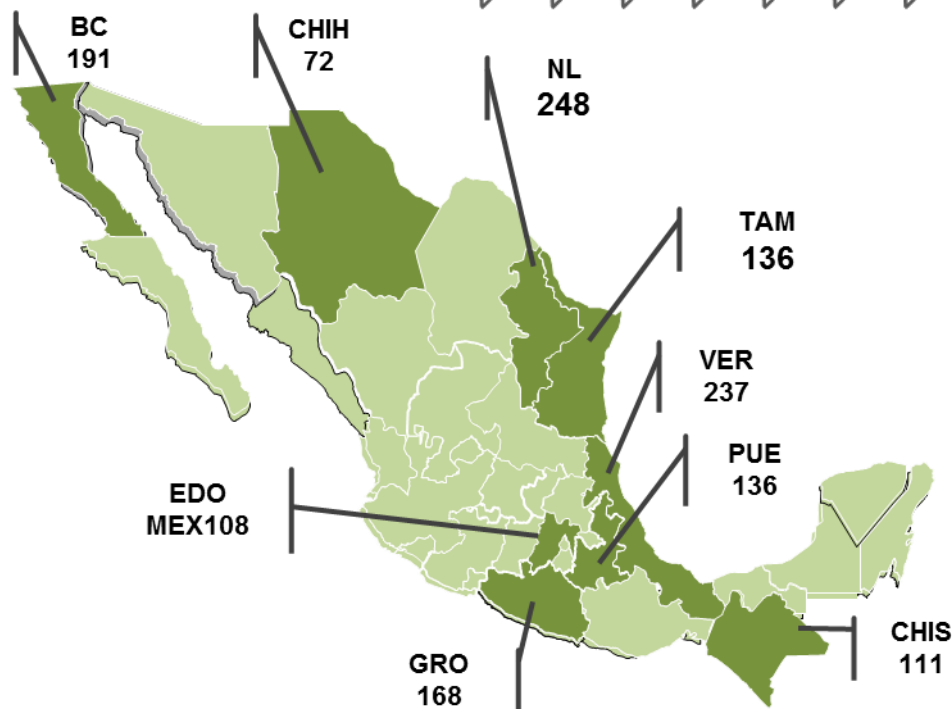 BC
191
CHIH
72
NL
248
TAM
136
VER
237
PUE
136
EDO
MEX108
CHIS
111
GRO
168